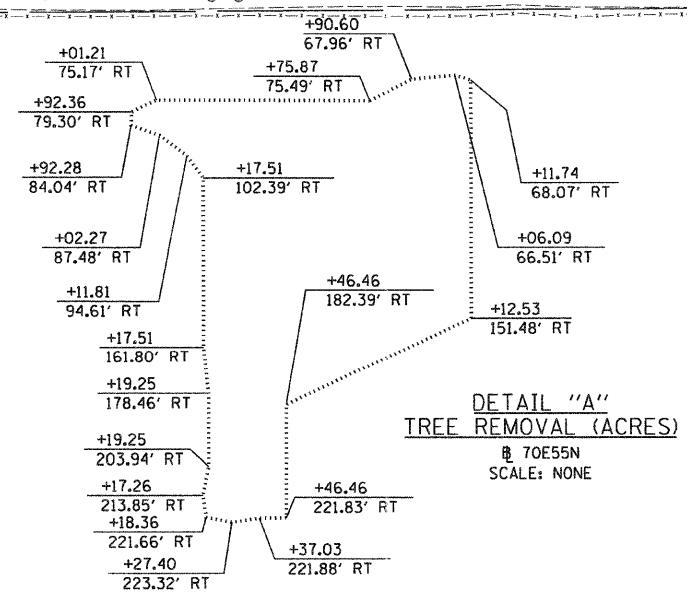 +90.60
67.96' RT
+01.21
75.17' RT
+75.87
75.49' RT
+92.36
79.30' RT
+92.28
84.04' RT
+17.51
102.39' RT
+11.74
68.07' RT
+02.27
87.48' RT
+06.09
66.51' RT
+11.81
94.61' RT
+46.46
182.39' RT
+12.53
151.48' RT
+17.51
161.80' RT
+19.25
178.46' RT
DETAIL "A"
TREE REMOVAL (ACRES)
℄ 70E55N
SCALE: NONE
+19.25
203.94' RT
+17.26
213.85' RT
+46.46
221.83' RT
+18.36
221.66' RT
+37.03
221.88' RT
+27.40
223.32' RT